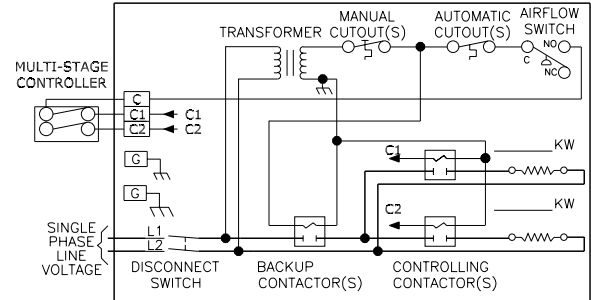 TRANSFORMER
MANUAL
CUTOUT(S)
AUTOMATIC
CUTOUT(S)
AIRFLOW
SWITCH
NO
C
NC
MULTI-STAGE
CONTROLLER
C
C1
C1
C2
C2
G
G
C1
KW
C2
KW
SINGLE
PHASE
LINE
VOLTAGE
L1
L2
DISCONNECT
SWITCH
BACKUP
CONTACTOR(S)
CONTROLLING
CONTACTOR(S)